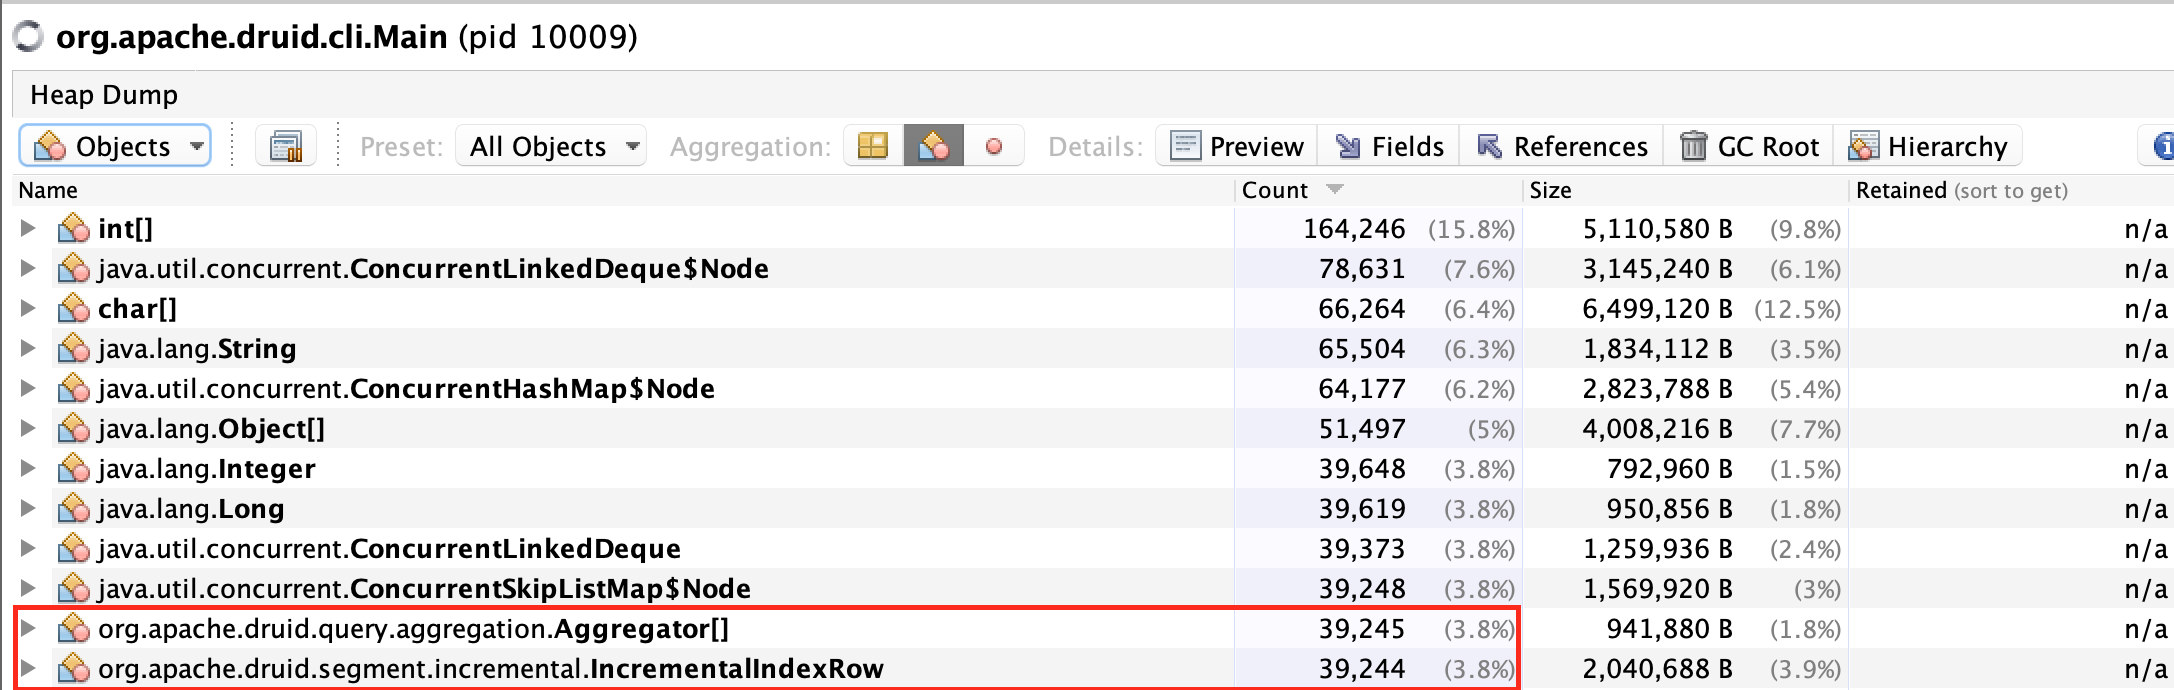 org.apache.druid.cli.Main (pid 10009)
Heap Dump
Objects Preset: All Objects Aggregation: Details: Preview Fields References GC Root Hierarchy
Name Count Size Retained (sort to get)
int[] 164,246 (15.8%) 5,110,580 B (9.8%) n/a
java.util.concurrent.ConcurrentLinkedDeque$Node 78,631 (7.6%) 3,145,240 B (6.1%) n/a
char[] 66,264 (6.4%) 6,499,120 B (12.5%) n/a
java.lang.String 65,504 (6.3%) 1,834,112 B (3.5%) n/a
java.util.concurrent.ConcurrentHashMap$Node 64,177 (6.2%) 2,823,788 B (5.4%) n/a
java.lang.Object[] 51,497 (5%) 4,008,216 B (7.7%) n/a
java.lang.Integer 39,648 (3.8%) 792,960 B (1.5%) n/a
java.lang.Long 39,619 (3.8%) 950,856 B (1.8%) n/a
java.util.concurrent.ConcurrentLinkedDeque 39,373 (3.8%) 1,259,936 B (2.4%) n/a
java.util.concurrent.ConcurrentSkipListMap$Node 39,248 (3.8%) 1,569,920 B (3%) n/a
org.apache.druid.query.aggregation.Aggregator[] 39,245 (3.8%) 941,880 B (1.8%) n/a
org.apache.druid.segment.incremental.IncrementalIndexRow 39,244 (3.8%) 2,040,688 B (3.9%) n/a